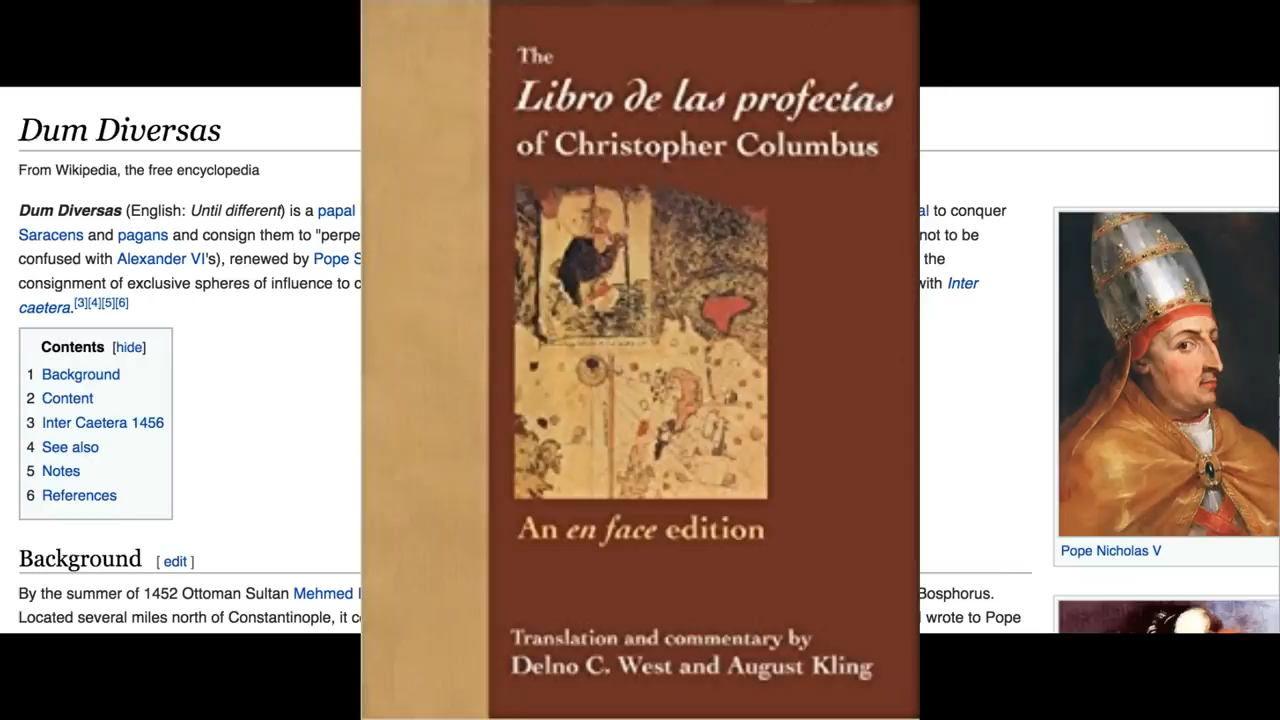 Dum Diversas
From Wikipedia, the free encyclopedia
Dum Diversas (English: Until different) is a papal
Saracens and pagans and consign them to "perpe
confused with Alexander VI's), renewed by Pope S
consignment of exclusive spheres of influence to c
caetera.[3][4][5][6]
Contents [hide]
1 Background
2 Content
3 Inter Caetera 1456
4 See also
5 Notes
6 References
Background [ edit ]
By the summer of 1452 Ottoman Sultan Mehmed I
Located several miles north of Constantinople, it c
The
Libro de las profecías
of Christopher Columbus
An en face edition
Translation and commentary by
Delno C. West and August Kling
al to conquer
not to be
the
with Inter
Bosphorus.
wrote to Pope
Pope Nicholas V